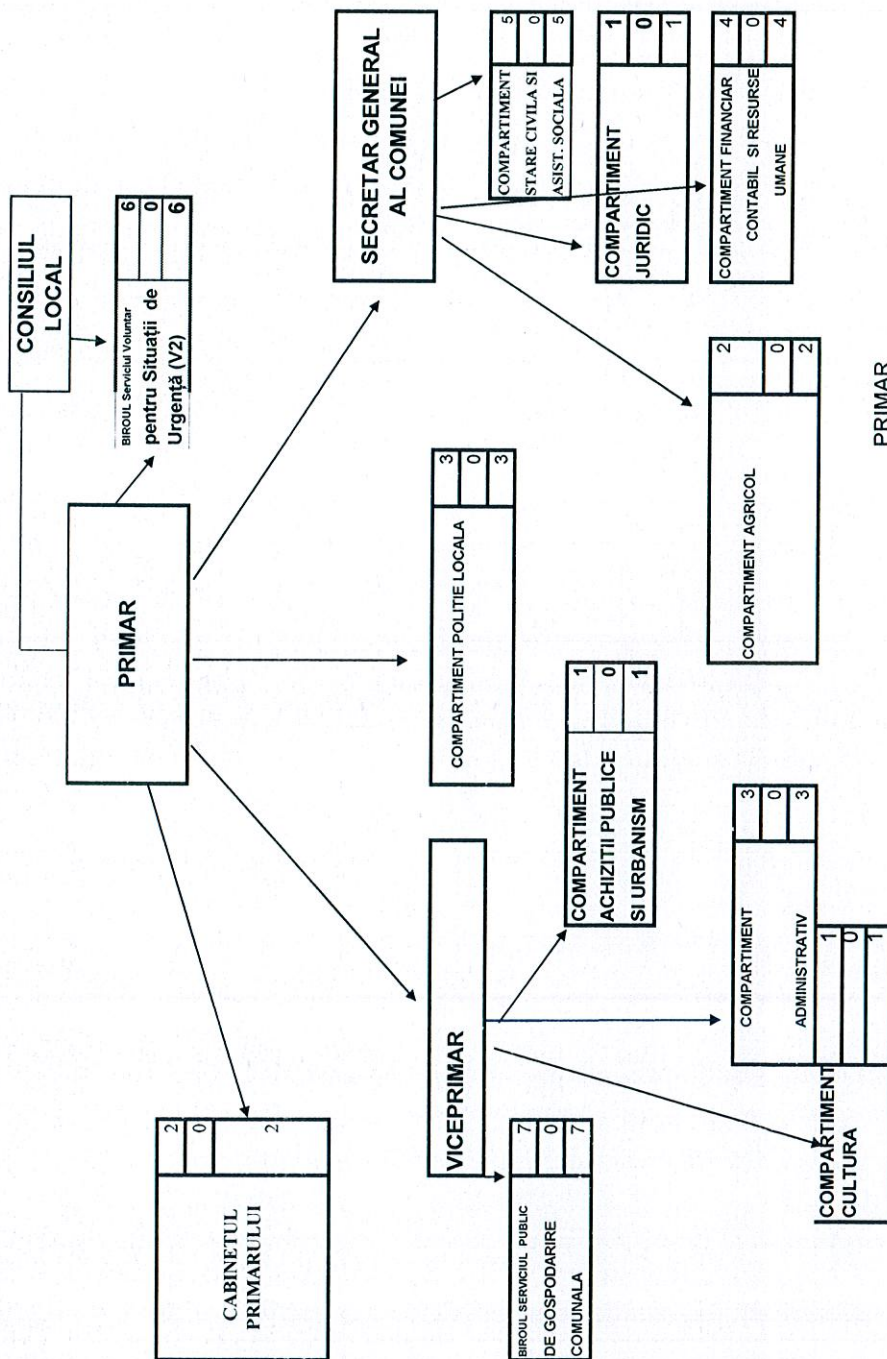 CONSILIUL
LOCAL
PRIMAR
BIROUL Serviciul Voluntar
pentru Situații de
Urgență (V2)
6
0
6
CABINETUL
PRIMARULUI
2
0
2
VICEPRIMAR
COMPARTIMENT POLITIE LOCALA
3
0
3
SECRETAR GENERAL
AL COMUNEI
BIROUL SERVICIUL PUBLIC
DE GOSPODARIRE
COMUNALA
7
0
7
COMPARTIMENT
ACHIZITII PUBLICE
SI URBANISM
1
0
1
COMPARTIMENT
STARE CIVILA SI
ASIST. SOCIALA
5
0
5
COMPARTIMENT
JURIDIC
1
0
1
COMPARTIMENT FINANCIAR
CONTABIL SI RESURSE
UMANE
4
0
4
COMPARTIMENT AGRICOL
2
0
2
COMPARTIMENT
ADMINISTRATIV
3
0
3
COMPARTIMENT
CULTURA
1
0
1
PRIMAR